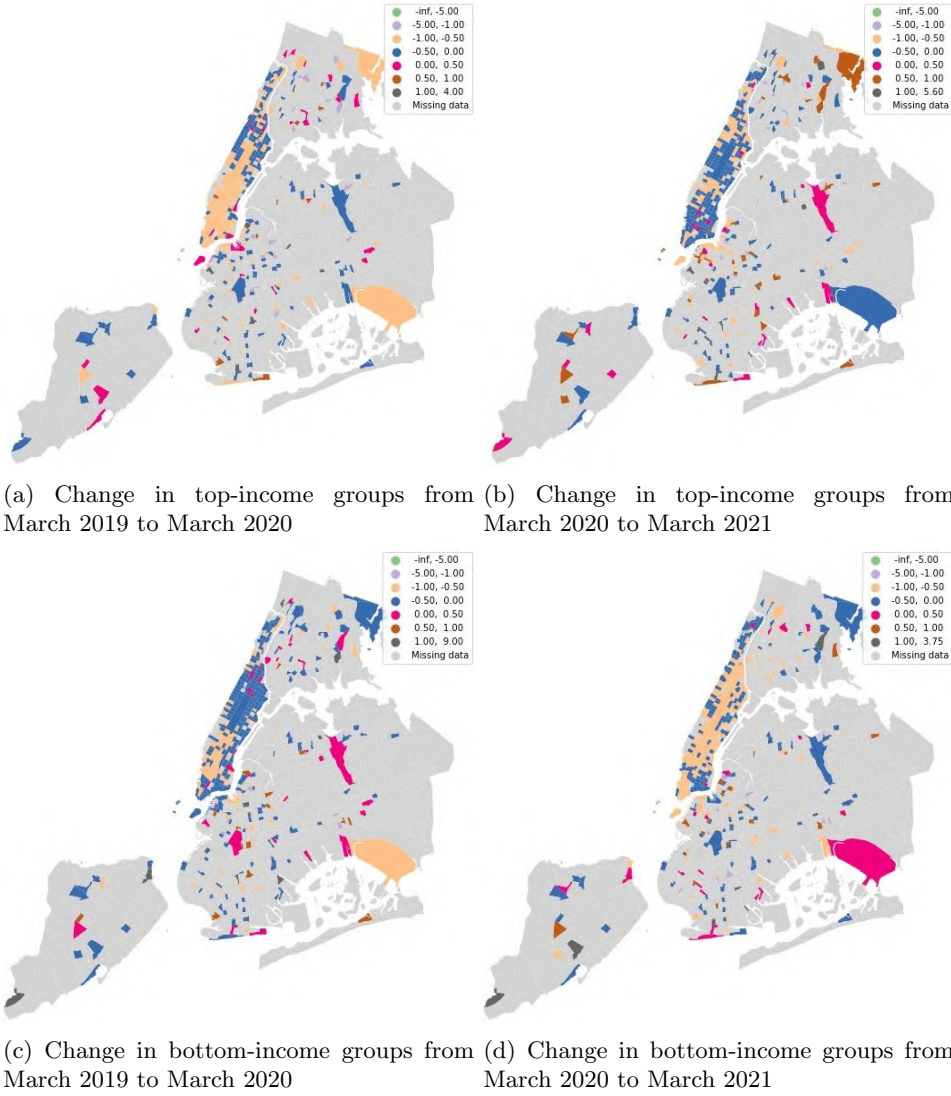 -inf, -5.00
-5.00, -1.00
-1.00, -0.50
-0.50, 0.00
0.00, 0.50
0.50, 1.00
1.00, 4.00
Missing data
-inf, -5.00
-5.00, -1.00
-1.00, -0.50
-0.50, 0.00
0.00, 0.50
0.50, 1.00
1.00, 5.60
Missing data
(a) Change in top-income groups from
March 2019 to March 2020
(b) Change in top-income groups from
March 2020 to March 2021
-inf, -5.00
-5.00, -1.00
-1.00, -0.50
-0.50, 0.00
0.00, 0.50
0.50, 1.00
1.00, 9.00
Missing data
-inf, -5.00
-5.00, -1.00
-1.00, -0.50
-0.50, 0.00
0.00, 0.50
0.50, 1.00
1.00, 3.75
Missing data
(c) Change in bottom-income groups from
March 2019 to March 2020
(d) Change in bottom-income groups from
March 2020 to March 2021